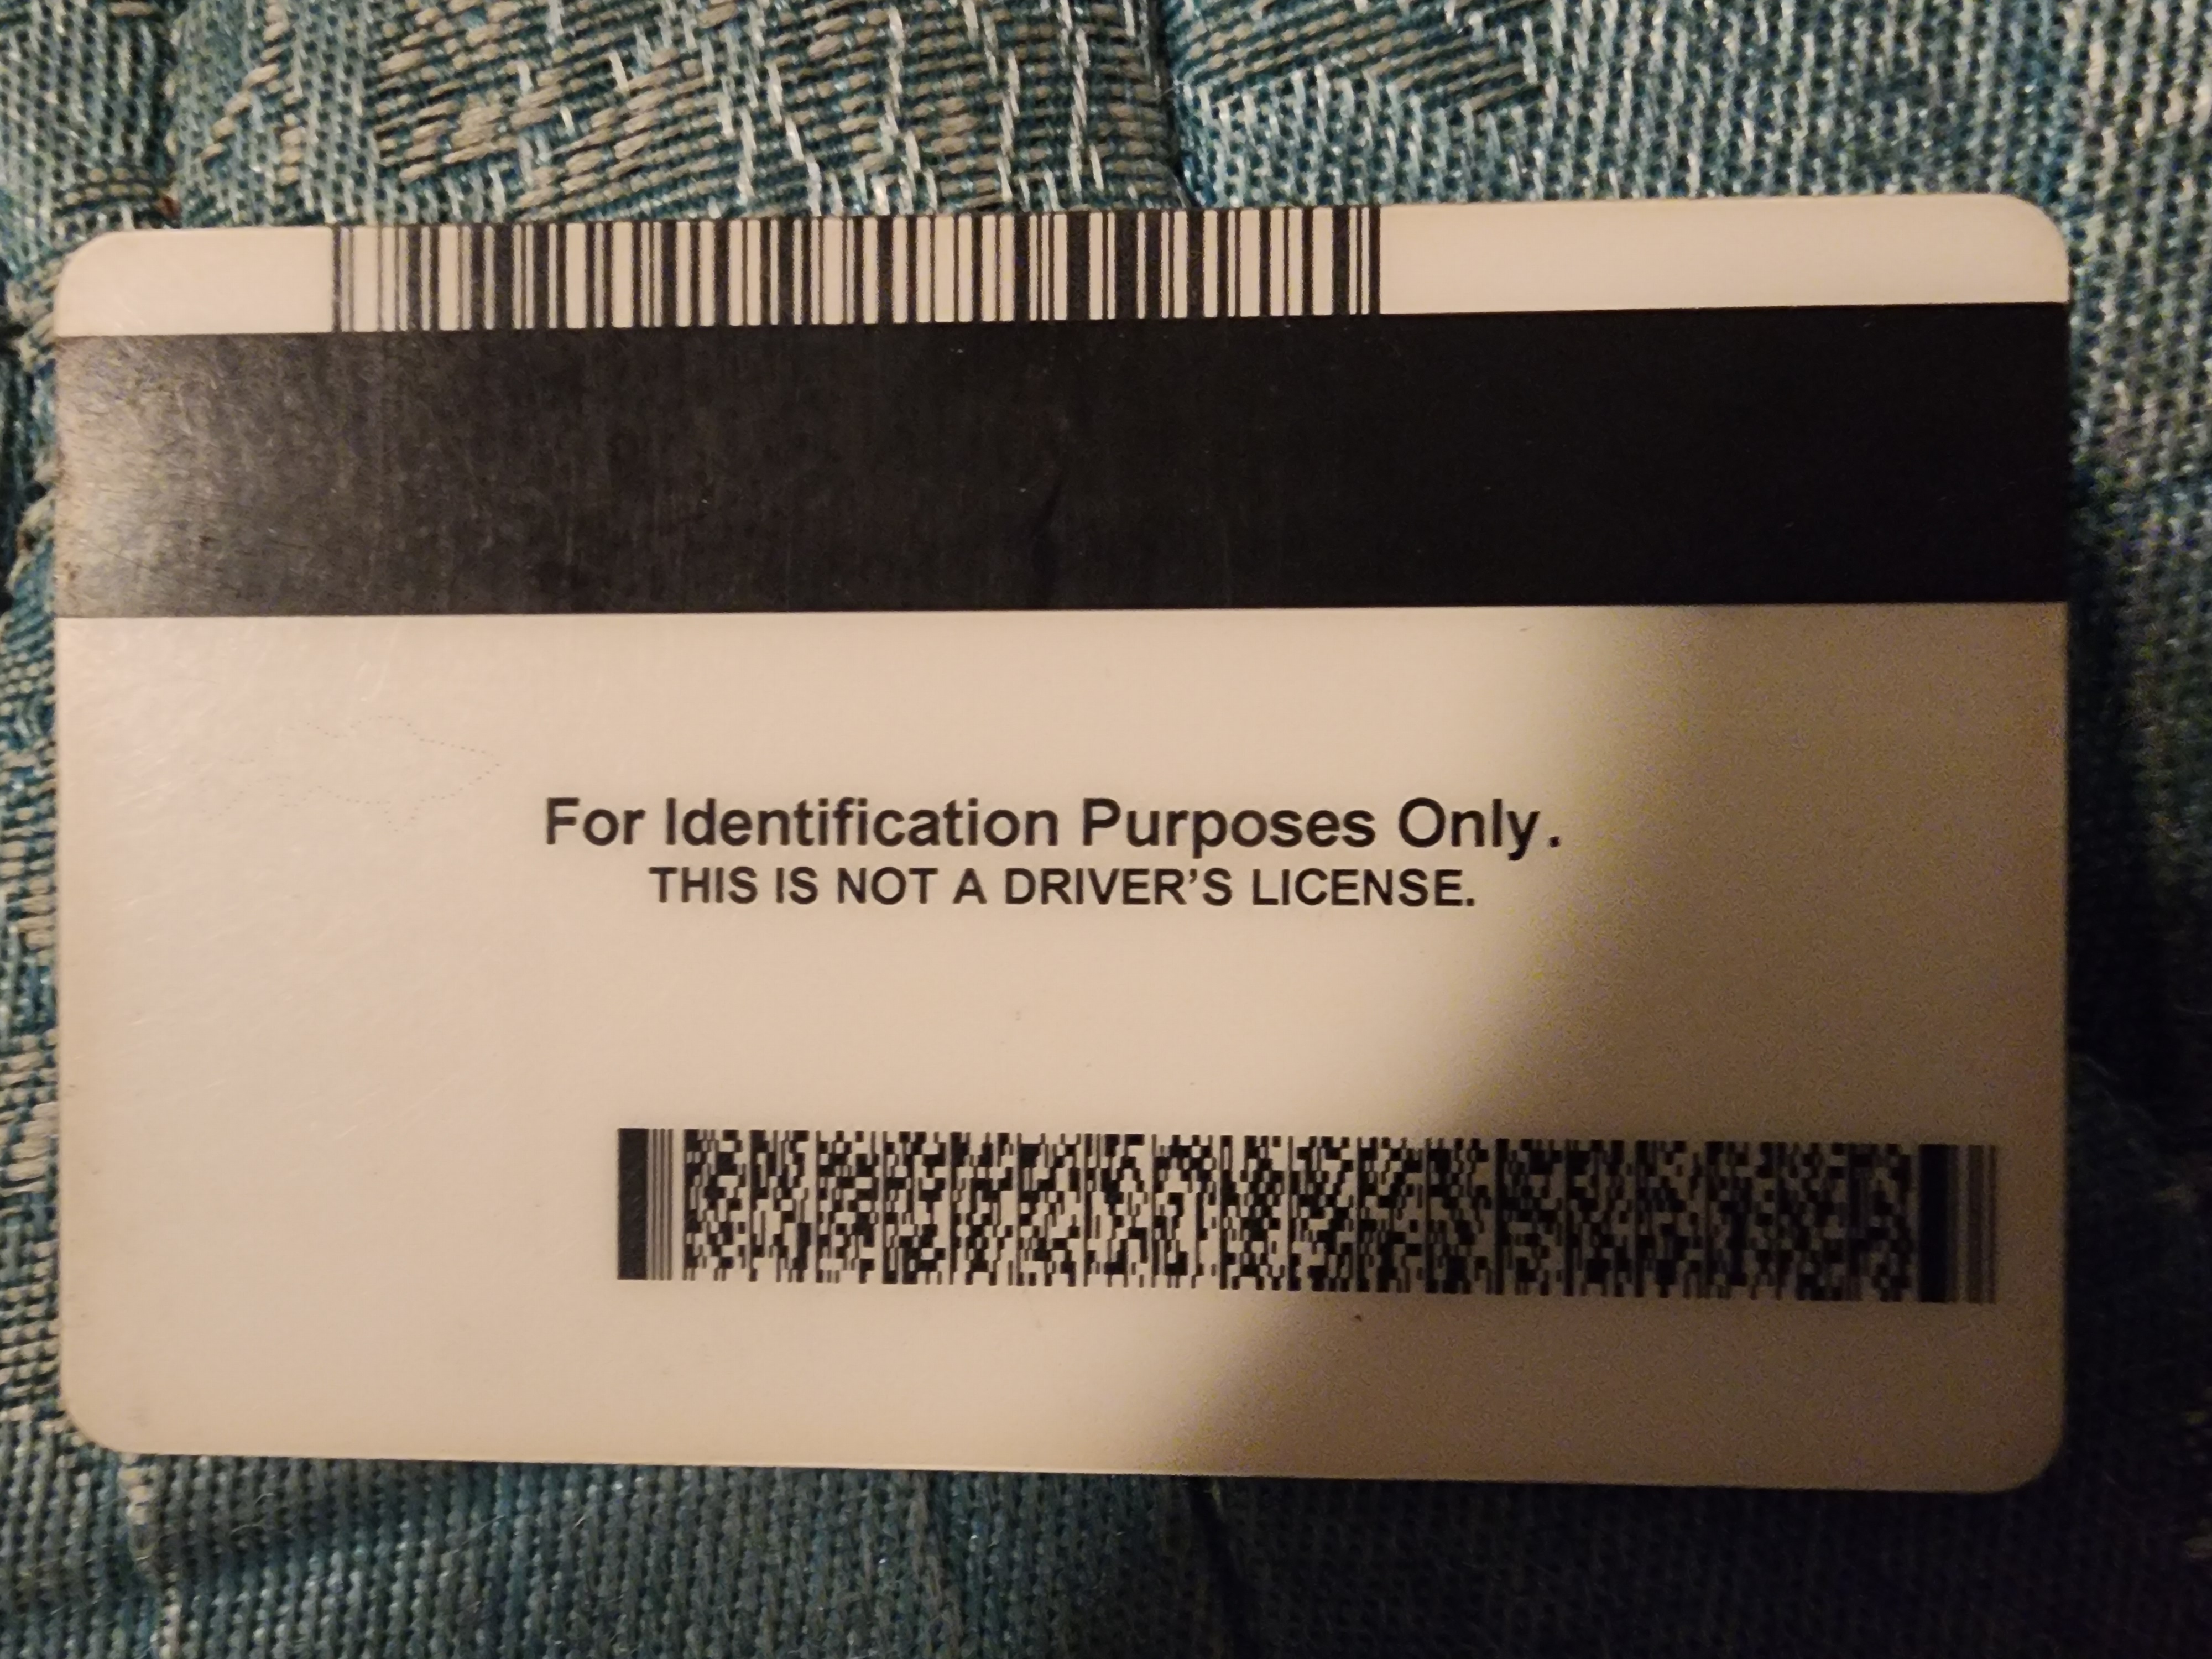 For Identification Purposes Only.
THIS IS NOT A DRIVER’S LICENSE.